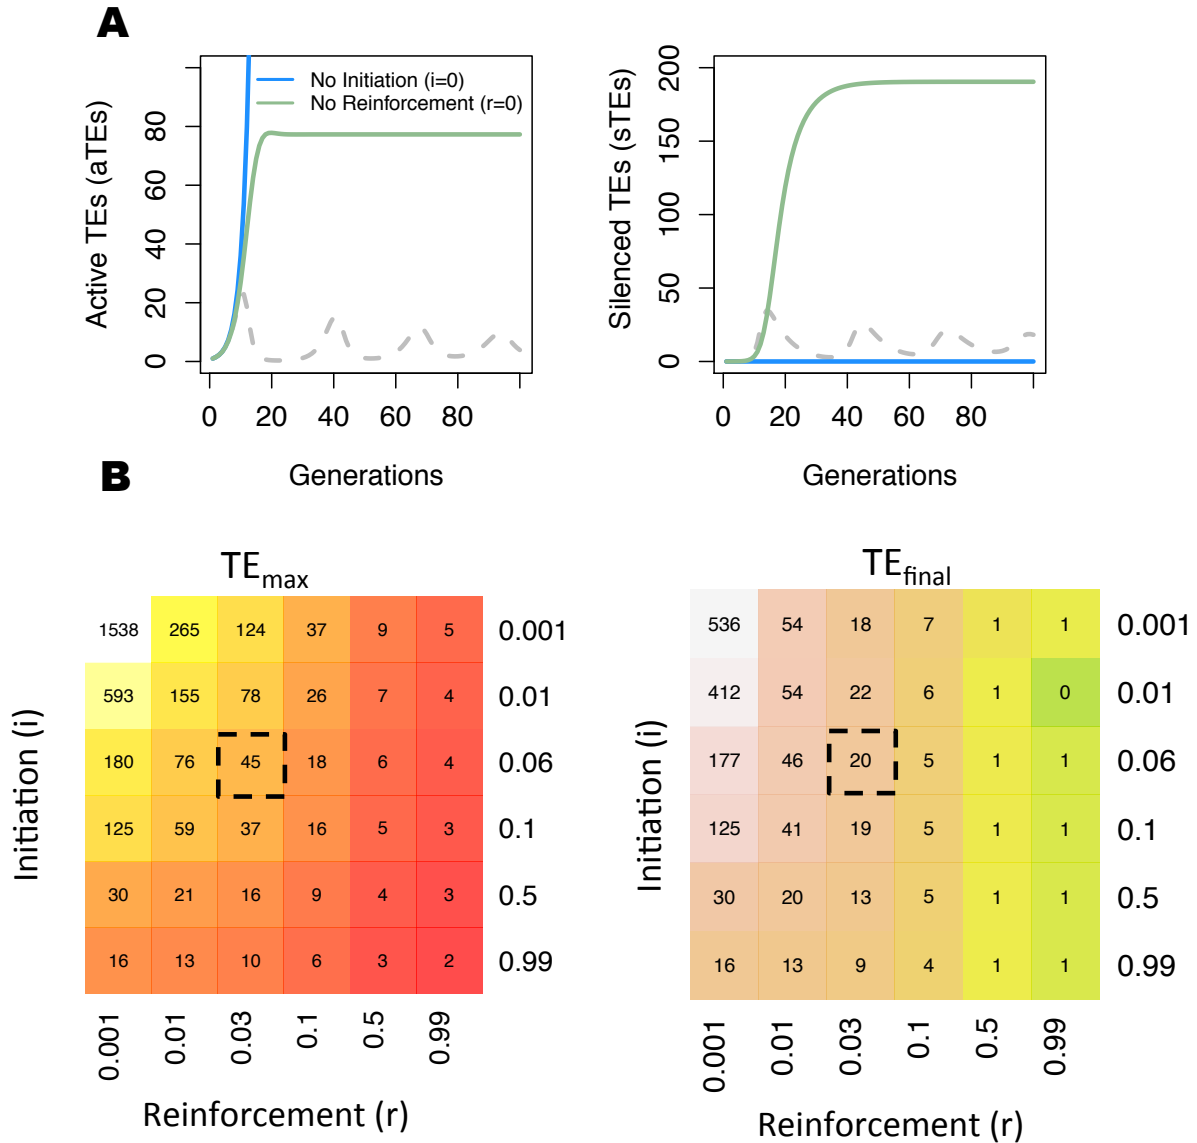 A
No Initiation (i=0)
No Reinforcement (r=0)
Active TEs (aTEs)
0 20 40 60 80
0 20 40 60 80
Generations
Silenced TEs (sTEs)
0 50 100 150 200
0 20 40 60 80
Generations
B
TEmax
1538 265 124 37 9 5 0.001
593 155 78 26 7 4 0.01
180 76 45 18 6 4 0.06
125 59 37 16 5 3 0.1
30 21 16 9 4 3 0.5
16 13 10 6 3 2 0.99
0.001 0.01 0.03 0.1 0.5 0.99
Initiation (i)
Reinforcement (r)
TEfinal
536 54 18 7 1 1 0.001
412 54 22 6 1 0 0.01
177 46 20 5 1 1 0.06
125 41 19 5 1 1 0.1
30 20 13 5 1 1 0.5
16 13 9 4 1 1 0.99
0.001 0.01 0.03 0.1 0.5 0.99
Initiation (i)
Reinforcement (r)